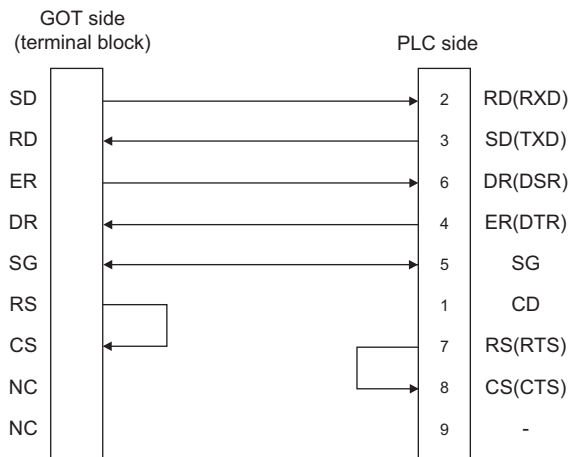 GOT side
(terminal block)
PLC side
SD 2 RD(RXD)
RD 3 SD(TXD)
ER 6 DR(DSR)
DR 4 ER(DTR)
SG 5 SG
RS 1 CD
CS 7 RS(RTS)
NC 8 CS(CTS)
NC 9 -